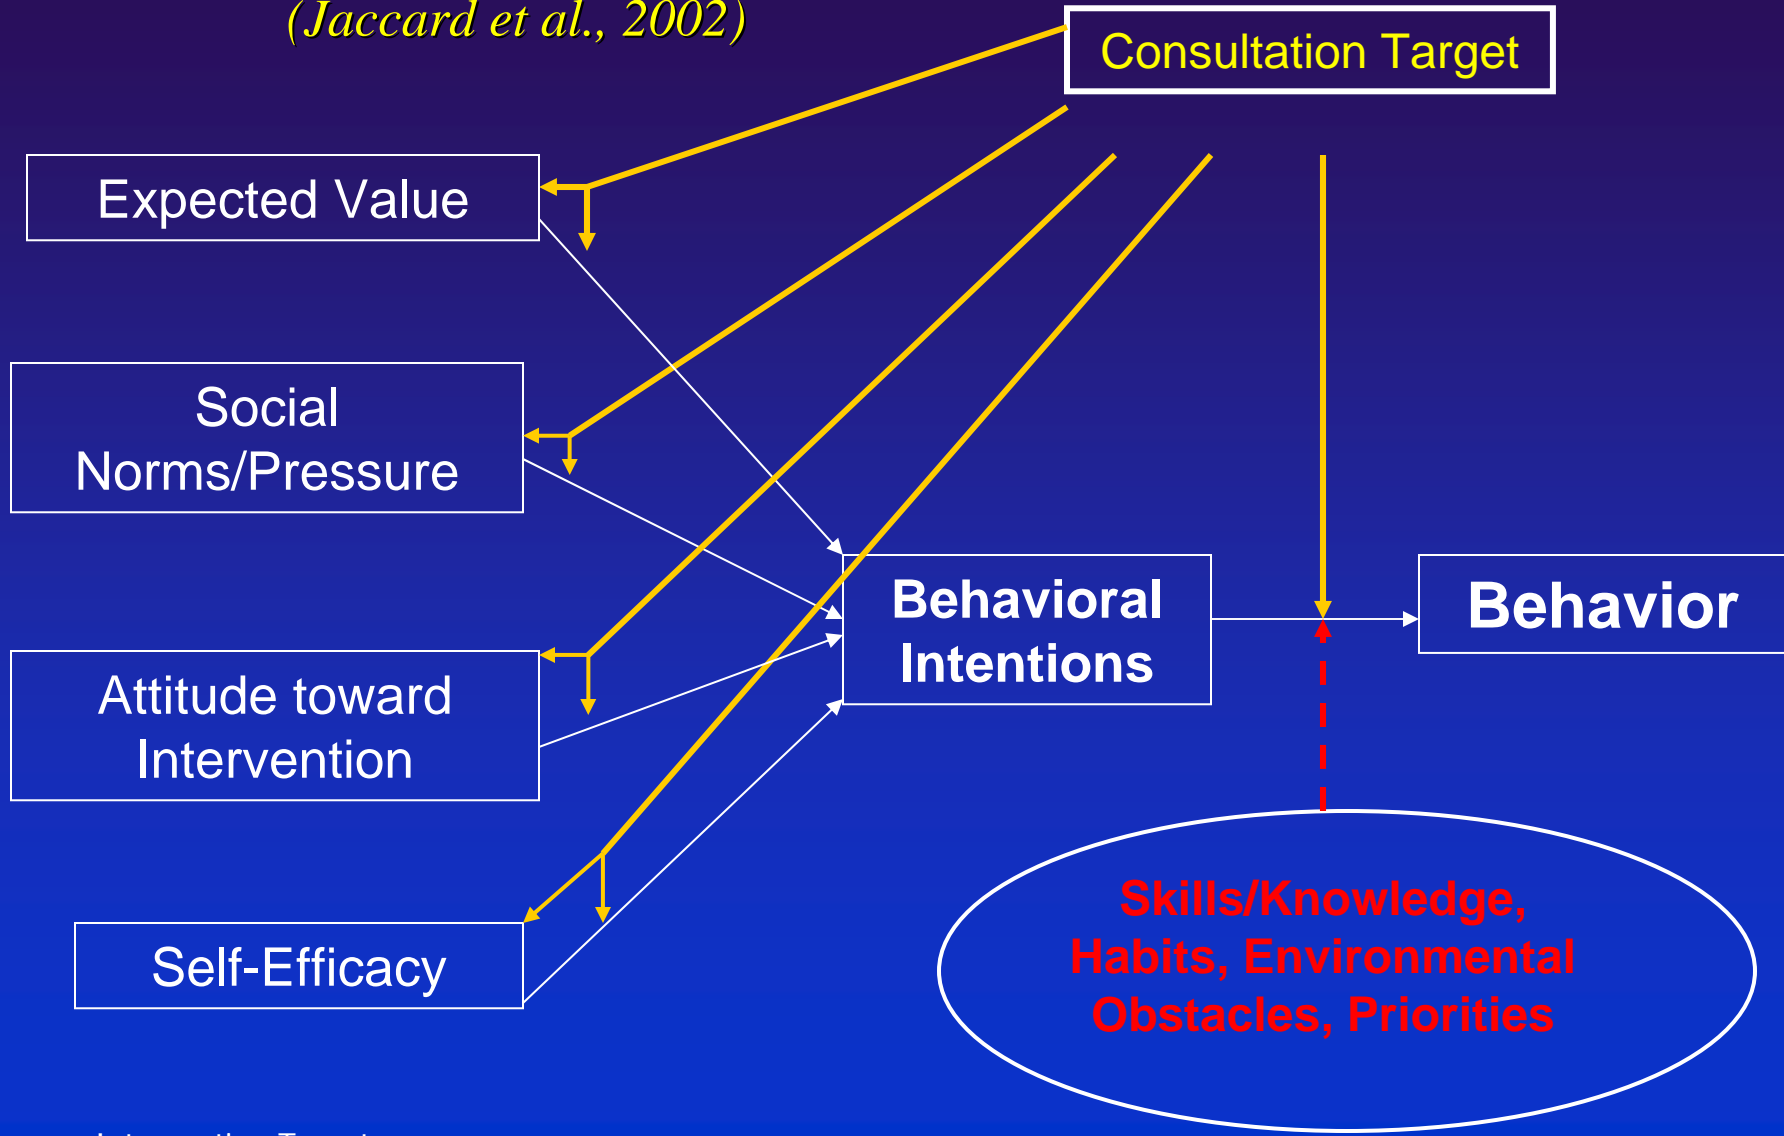 (Jaccard et al., 2002)
Consultation Target
Expected Value
Social
Norms/Pressure
Behavioral
Intentions
Behavior
Attitude toward
Intervention
Skills/Knowledge,
Habits, Environmental
Obstacles, Priorities
Self-Efficacy